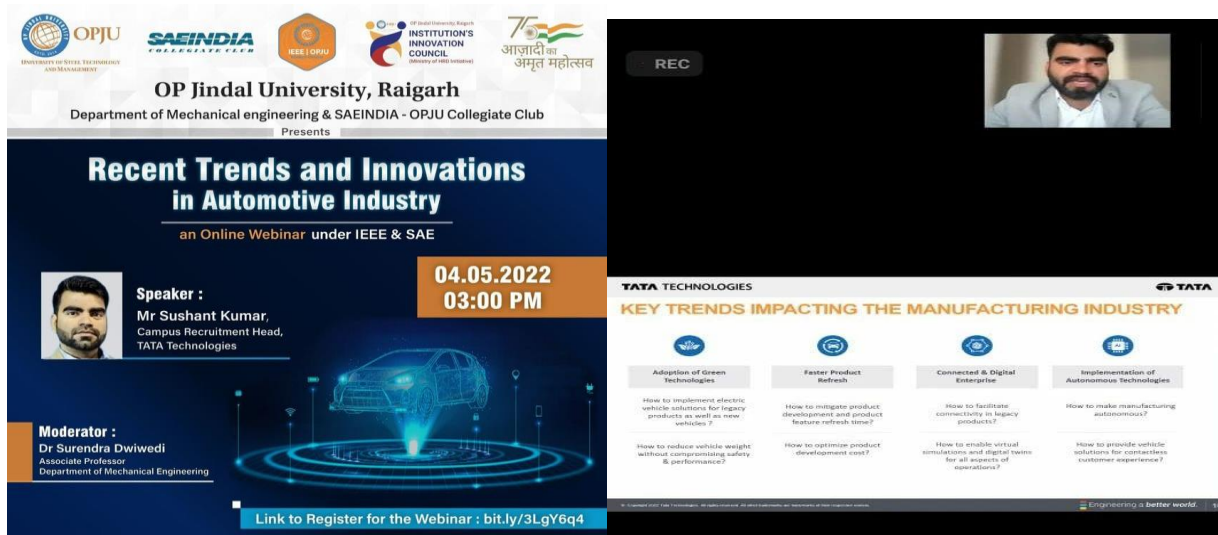 OPJU
UNIVERSITY OF STEEL TECHNOLOGY
AND MANAGEMENT
SAEINDIA
COLLEGIATE CLUB
IEEE | OPJU
OP Jindal University, Raigarh
INSTITUTION'S
INNOVATION
COUNCIL
(Ministry of HRD Initiative)
75
आज़ादी का
अमृत महोत्सव
OP Jindal University, Raigarh
Department of Mechanical engineering & SAEINDIA - OPJU Collegiate Club
Presents
Recent Trends and Innovations
in Automotive Industry
an Online Webinar under IEEE & SAE
04.05.2022
03:00 PM
Speaker :
Mr Sushant Kumar,
Campus Recruitment Head,
TATA Technologies
Moderator :
Dr Surendra Dwiwedi
Associate Professor
Department of Mechanical Engineering
Link to Register for the Webinar : bit.ly/3LgY6q4
REC
TATA TECHNOLOGIES
TATA
KEY TRENDS IMPACTING THE MANUFACTURING INDUSTRY
Adoption of Green
Technologies
How to implement electric
vehicle solutions for legacy
products as well as new
vehicles ?
How to reduce vehicle weight
without compromising safety
& performance?
Faster Product
Refresh
How to mitigate product
development and product
feature refresh time?
How to optimize product
development cost?
Connected & Digital
Enterprise
How to facilitate
connectivity in legacy
products?
How to enable virtual
simulations and digital twins
for all aspects of
operations?
Implementation of
Autonomous Technologies
How to make manufacturing
autonomous?
How to provide vehicle
solutions for contactless
customer experience?
Engineering a better world.